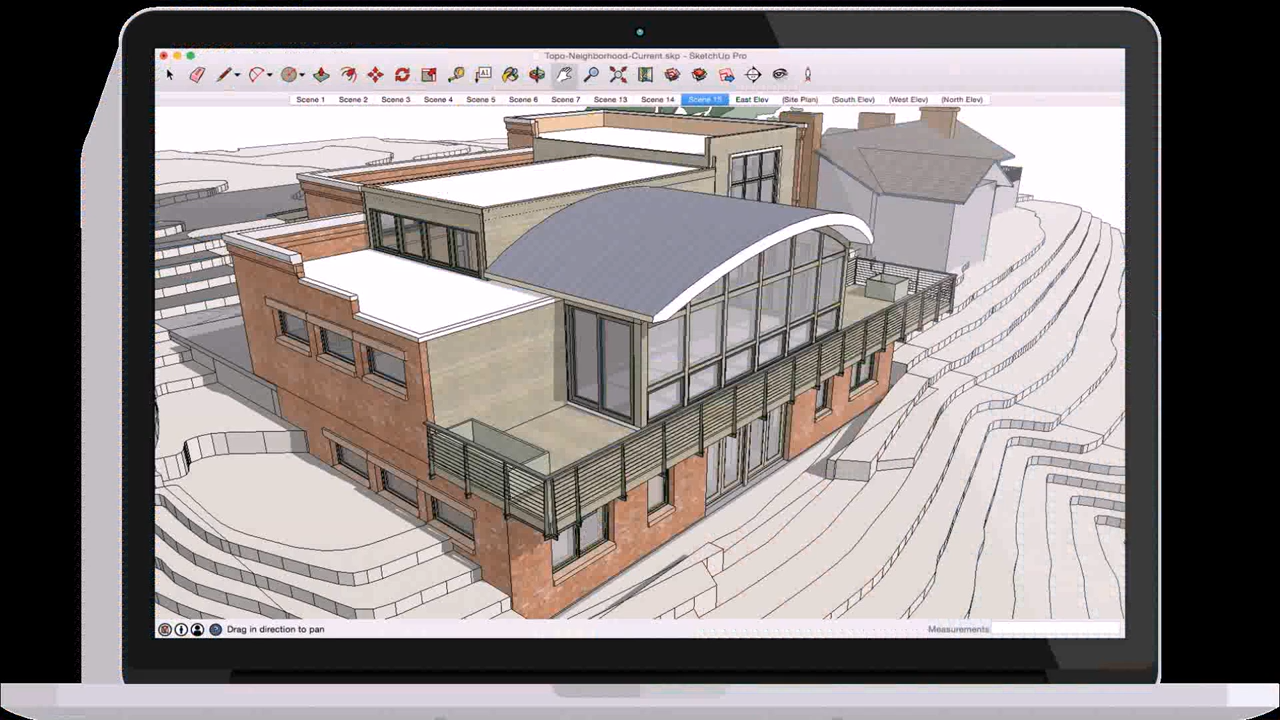 Topo-Neighborhood-Current.skp - SketchUp Pro
A1
Scene 1 Scene 2 Scene 3 Scene 4 Scene 5 Scene 6 Scene 7 Scene 13 Scene 14 Scene 15 East Elev (Site Plan) (South Elev) (West Elev) (North Elev)
Drag in direction to pan Measurements